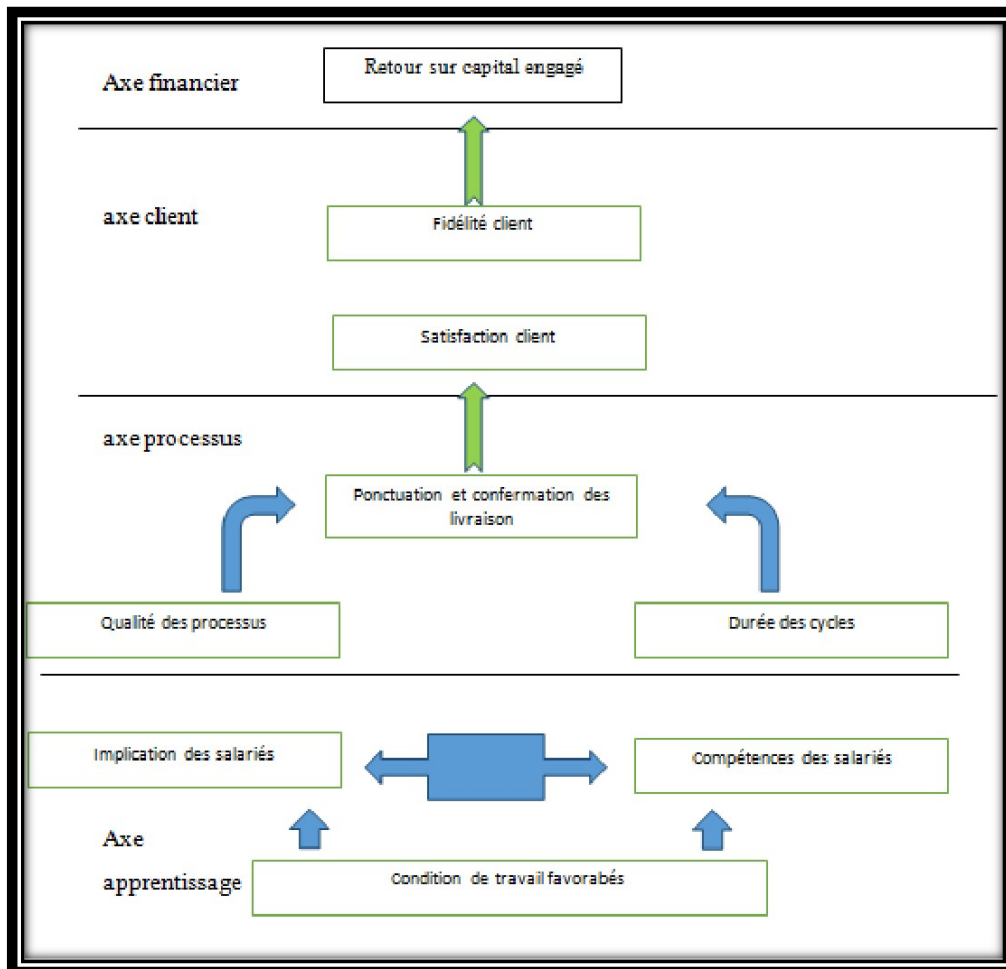 Axe financier
Retour sur capital engagé
axe client
Fidélité client
Satisfaction client
axe processus
Ponctuation et confermation des
livraison
Qualité des processus
Durée des cycles
Implication des salariés
Compétences des salariés
Axe
apprentissage
Condition de travail favorabés